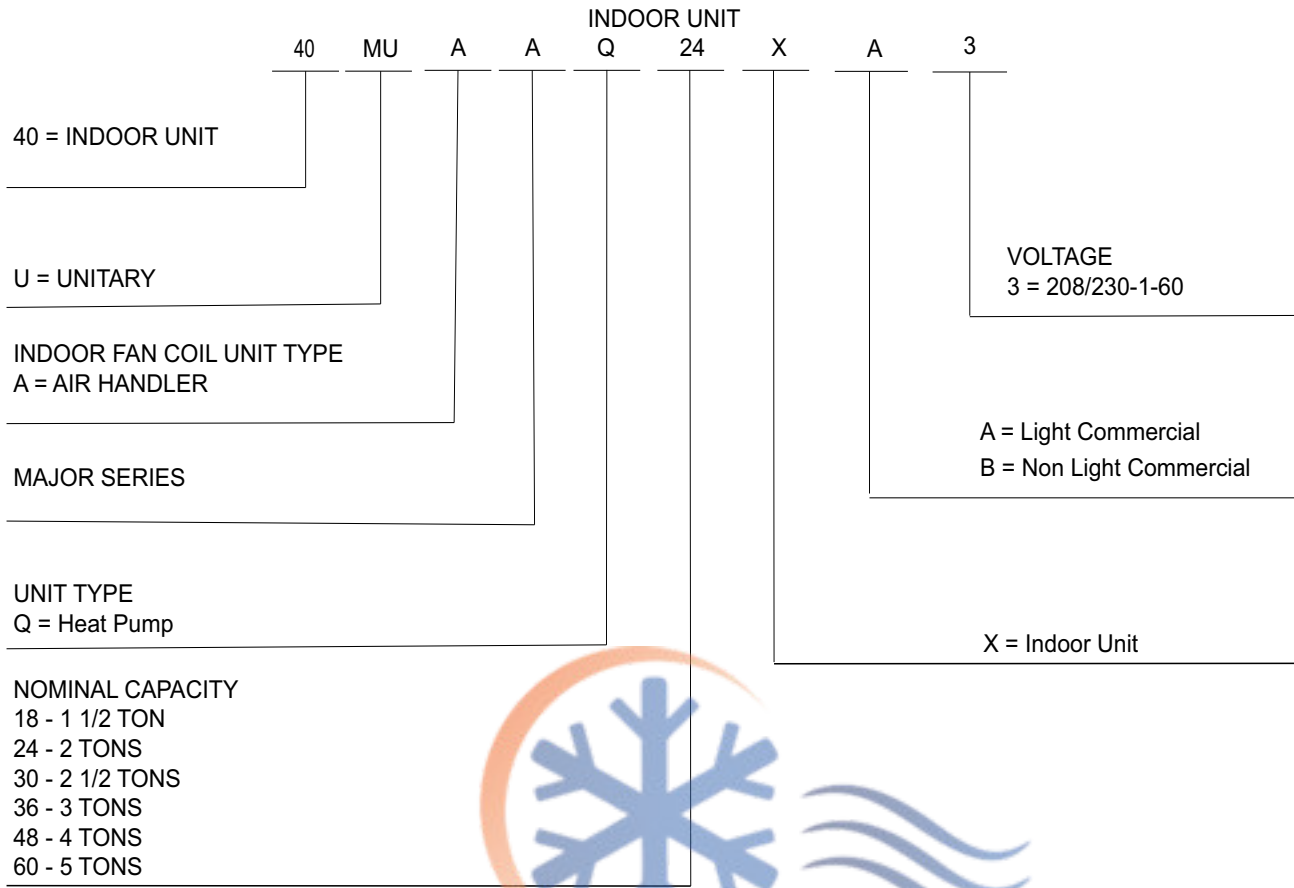 INDOOR UNIT
40 MU A A Q 24 X A 3
40 = INDOOR UNIT
U = UNITARY
INDOOR FAN COIL UNIT TYPE
A = AIR HANDLER
MAJOR SERIES
UNIT TYPE
Q = Heat Pump
NOMINAL CAPACITY
18 - 1 1/2 TON
24 - 2 TONS
30 - 2 1/2 TONS
36 - 3 TONS
48 - 4 TONS
60 - 5 TONS
VOLTAGE
3 = 208/230-1-60
A = Light Commercial
B = Non Light Commercial
X = Indoor Unit